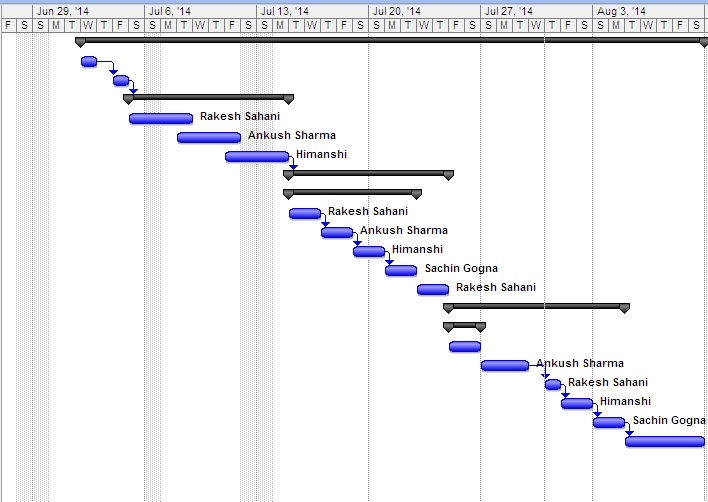 Jun 29, '14 Jul 6, '14 Jul 13, '14 Jul 20, '14 Jul 27, '14 Aug 3, '14
F S S M T W T F S S M T W T F S S M T W T F S S M T W T F S S M T W T F S S M T W T F S
Rakesh Sahani
Ankush Sharma
Himanshi
Rakesh Sahani
Ankush Sharma
Himanshi
Sachin Gogna
Rakesh Sahani
Ankush Sharma
Rakesh Sahani
Himanshi
Sachin Gogna